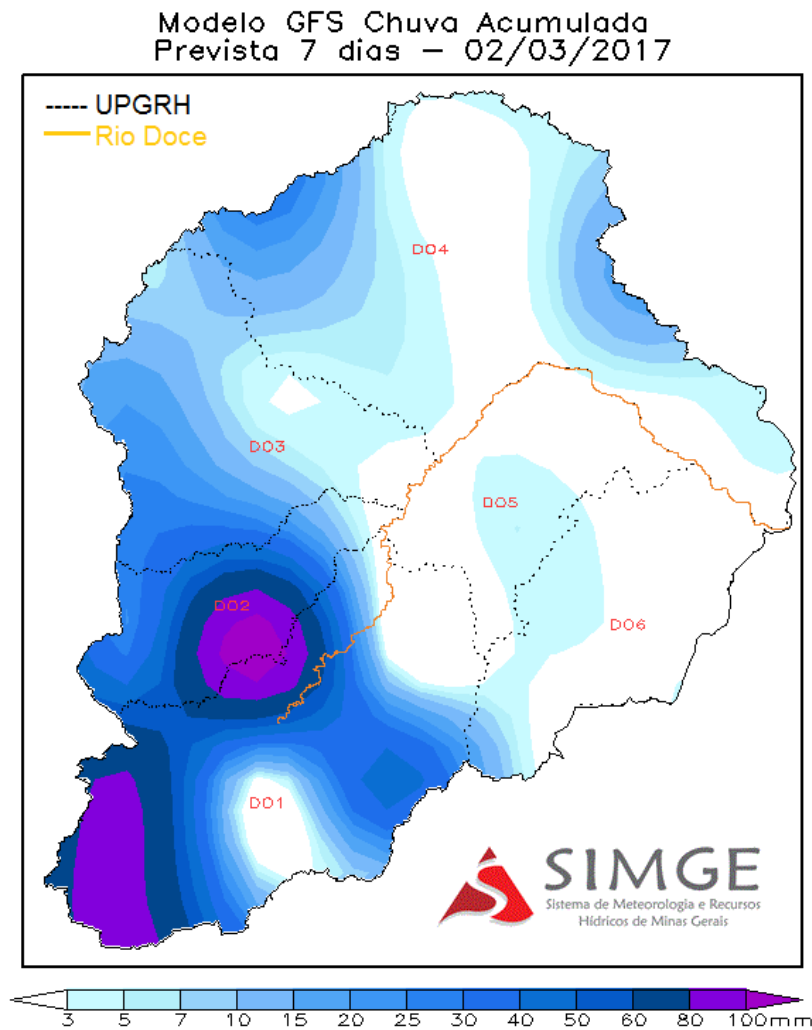 Modelo GFS Chuva Acumulada
Prevista 7 dias – 02/03/2017
----- UPGRH
Rio Doce
DO4
DO3
DO5
DO2
DO6
DO1
SIMGE
Sistema de Meteorologia e Recursos
Hídricos de Minas Gerais
3 5 7 10 15 20 25 30 40 50 60 80 100mm